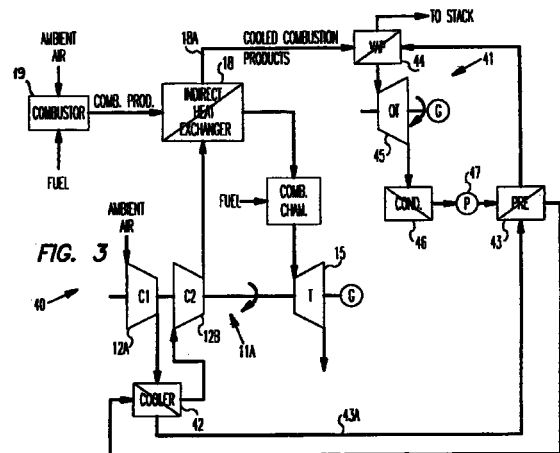 TO STACK
18A
COOLED COMBUSTION
PRODUCTS
VAP
44
41
AMBIENT
AIR
19
18
COMBUSTOR
COMB. PROD.
INDIRECT
HEAT
EXCHANGER
OT
G
45
FUEL
47
COND.
P
PRE
46
43
FUEL
COMB.
CHAM.
AMBIENT
AIR
FIG. 3
15
C1
C2
T
G
40
12A
12B
11A
COOLER
42
43A